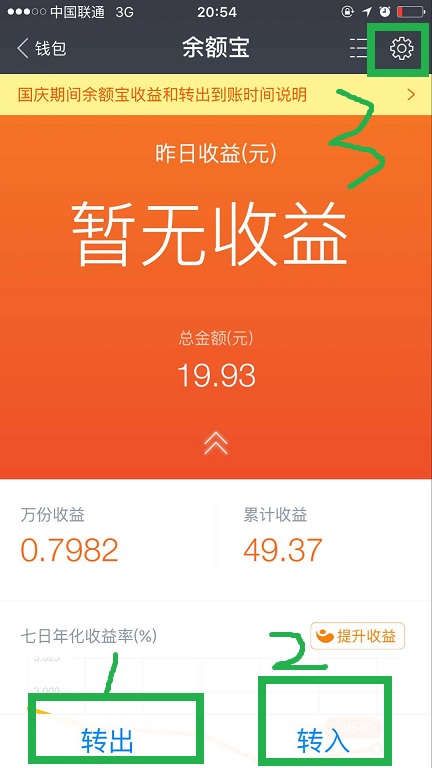 中国联通 3G 20:54
钱包 余额宝
国庆期间余额宝收益和转出到账时间说明
3
昨日收益(元)
暂无收益
总金额(元)
19.93
万份收益 累计收益
0.7982 49.37
七日年化收益率(%) 提升收益
1 2
3.000
转出 转入